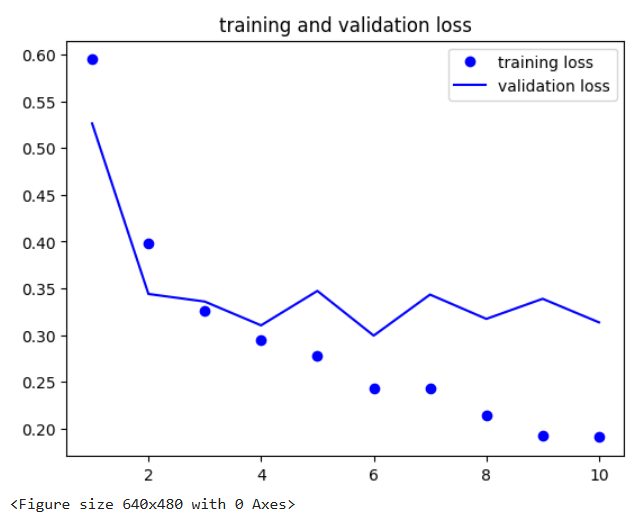 training and validation loss
training loss
validation loss
0.60
0.55
0.50
0.45
0.40
0.35
0.30
0.25
0.20
2 4 6 8 10
<Figure size 640x480 with 0 Axes>